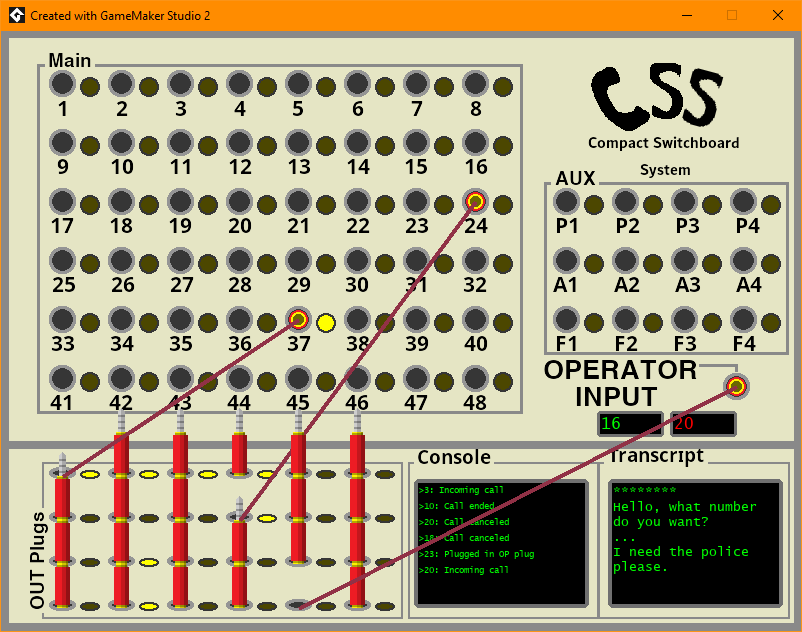 Created with GameMaker Studio 2
Main
1 2 3 4 5 6 7 8
9 10 11 12 13 14 15 16
17 18 19 20 21 22 23 24
25 26 27 28 29 30 31 32
33 34 35 36 37 38 39 40
41 42 43 44 45 46 47 48
CSS
Compact Switchboard
System
AUX
P1 P2 P3 P4
A1 A2 A3 A4
F1 F2 F3 F4
OPERATOR
INPUT
16 20
OUT Plugs
Console
>3: Incoming call
>10: Call ended
>20: Call canceled
Call canceled
>23: Plugged in OP plug
>20: Incoming call
Transcript
********
Hello, what number
do you want?
...
I need the police
please.